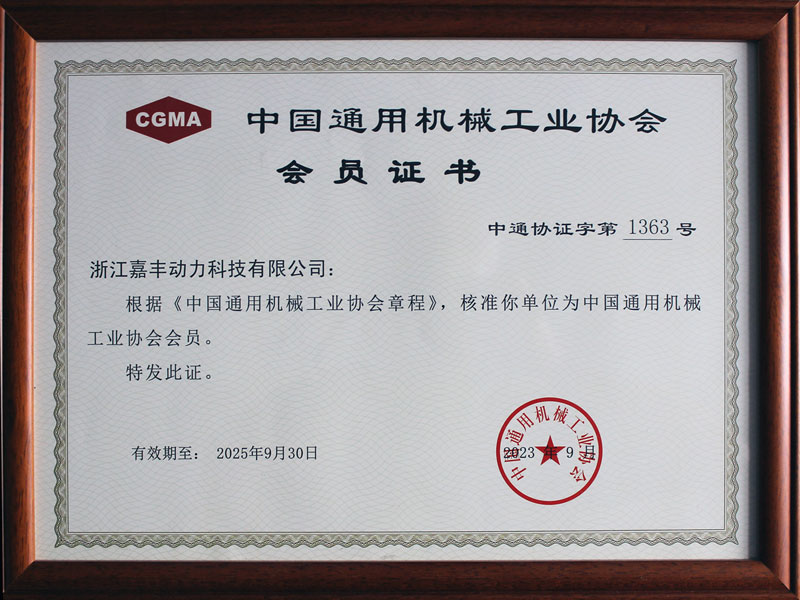 CGMA
中国通用机械工业协会
会员证书
中通协证字第 1363 号
浙江嘉丰动力科技有限公司：
根据《中国通用机械工业协会章程》，核准你单位为中国通用机械
工业协会会员。
特发此证。
有效期至： 2025年9月30日
2023 年 9 月
中国通用机械工业协会